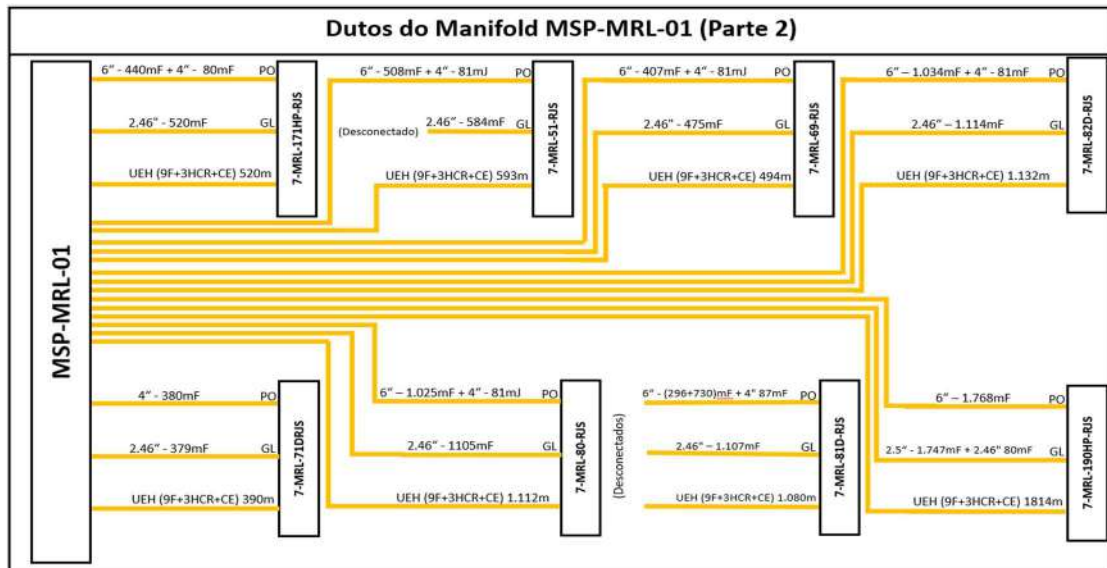 Dutos do Manifold MSP-MRL-01 (Parte 2)
MSP-MRL-01
6" - 440mF + 4" - 80mF PO
2.46" - 520mF GL
UEH (9F+3HCR+CE) 520m
7-MRL-171HP-RJS
6" - 508mF + 4" - 81mJ PO
(Desconectado) 2.46" - 584mF GL
UEH (9F+3HCR+CE) 593m
7-MRL-51-RJS
6" - 407mF + 4" - 81mJ PO
2.46" - 475mF GL
UEH (9F+3HCR+CE) 494m
7-MRL-69-RJS
6" – 1.034mF + 4" - 81mF PO
2.46" – 1.114mF GL
UEH (9F+3HCR+CE) 1.132m
7-MRL-82D-RJS
4" - 380mF PO
2.46" - 379mF GL
UEH (9F+3HCR+CE) 390m
7-MRL-71DRJS
6" – 1.025mF + 4" - 81mJ PO
2.46" - 1105mF GL
UEH (9F+3HCR+CE) 1.112m
7-MRL-80-RJS
(Desconectados)
6" - (296+730)mF + 4" 87mF PO
2.46" – 1.107mF GL
UEH (9F+3HCR+CE) 1.080m
7-MRL-81D-RJS
6" – 1.768mF PO
2.5" - 1.747mF + 2.46" 80mF GL
UEH (9F+3HCR+CE) 1814m
7-MRL-190HP-RJS